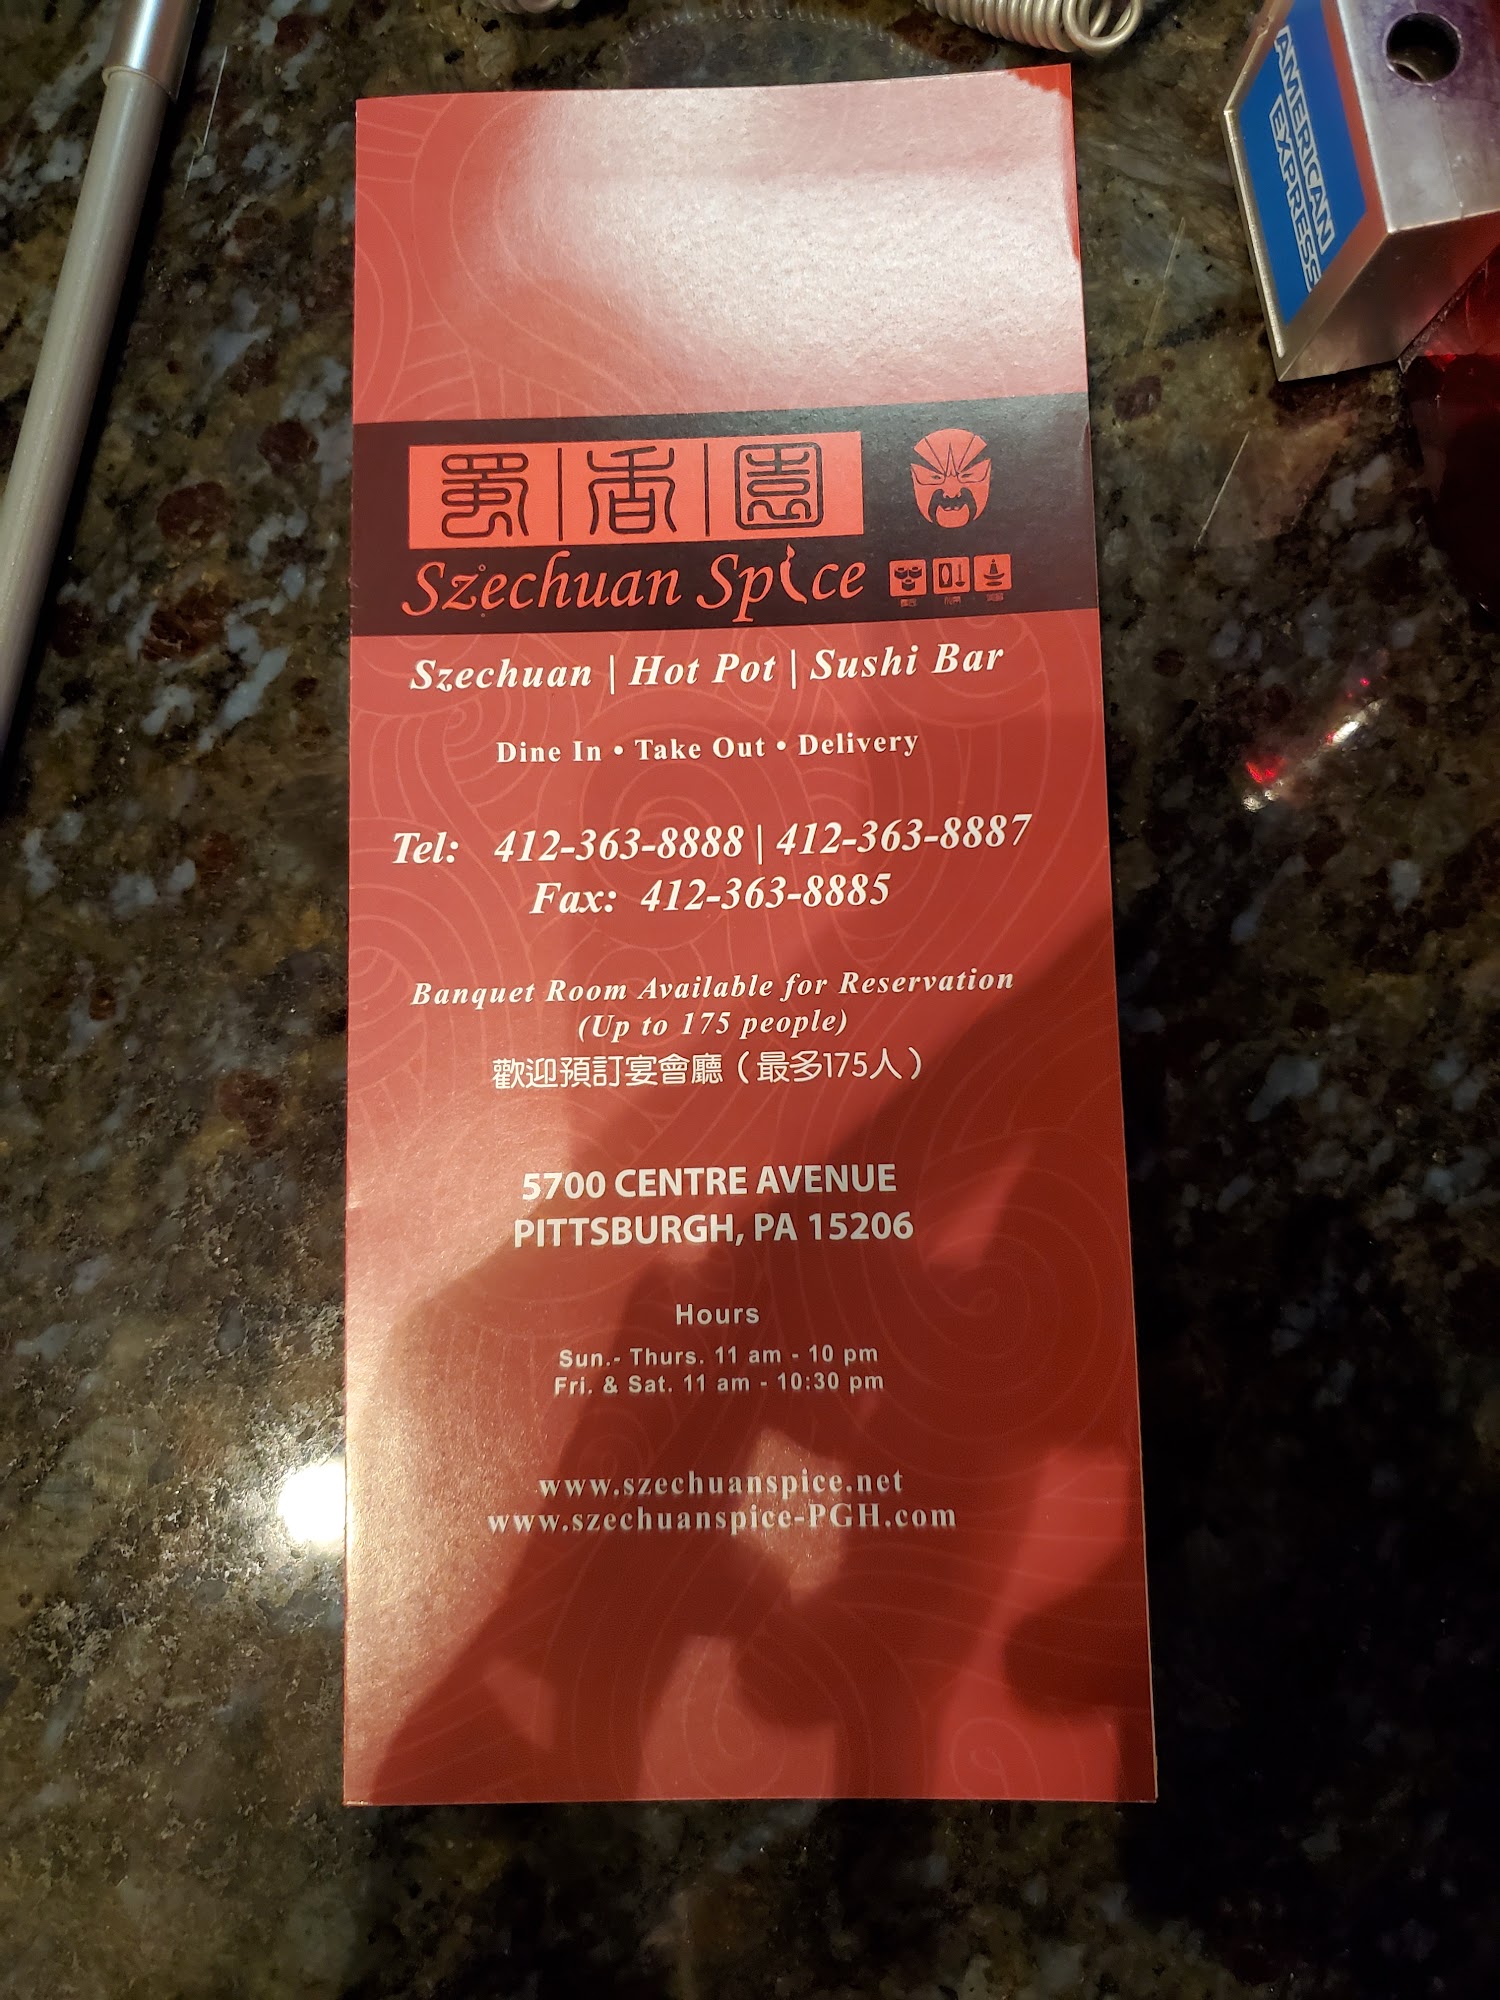 蜀|香|園
Szechuan Spice
Szechuan | Hot Pot | Sushi Bar
Dine In • Take Out • Delivery
Tel: 412-363-8888 | 412-363-8887
Fax: 412-363-8885
Banquet Room Available for Reservation
(Up to 175 people)
歡迎預訂宴會廳（最多175人）
5700 CENTRE AVENUE
PITTSBURGH, PA 15206
Hours
Sun.- Thurs. 11 am - 10 pm
Fri. & Sat. 11 am - 10:30 pm
www.szechuanspice.net
www.szechuanspice-PGH.com
AMERICAN
EXPRESS